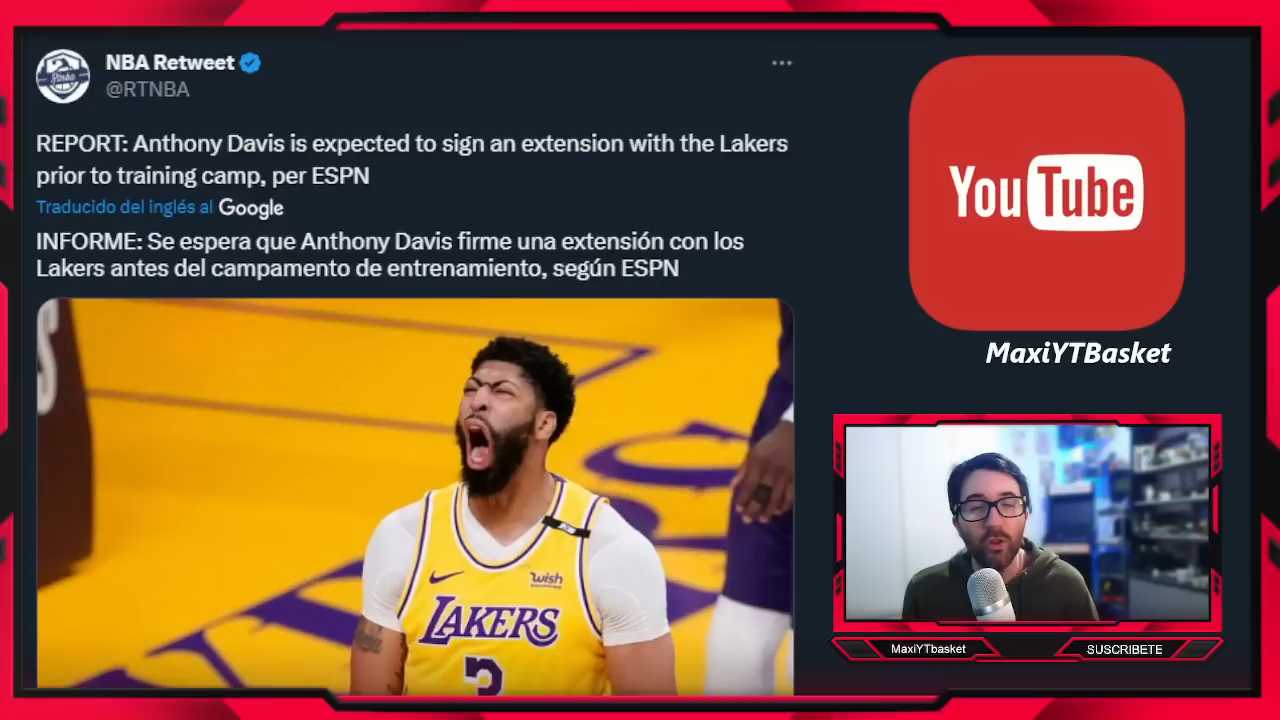 NBA Retweet
@RTNBA
REPORT: Anthony Davis is expected to sign an extension with the Lakers
prior to training camp, per ESPN
Traducido del inglés al Google
INFORME: Se espera que Anthony Davis firme una extensión con los
Lakers antes del campamento de entrenamiento, según ESPN
wish
LAKERS
3
YouTube
MaxiYTBasket
MaxiYTbasket
SUSCRIBETE